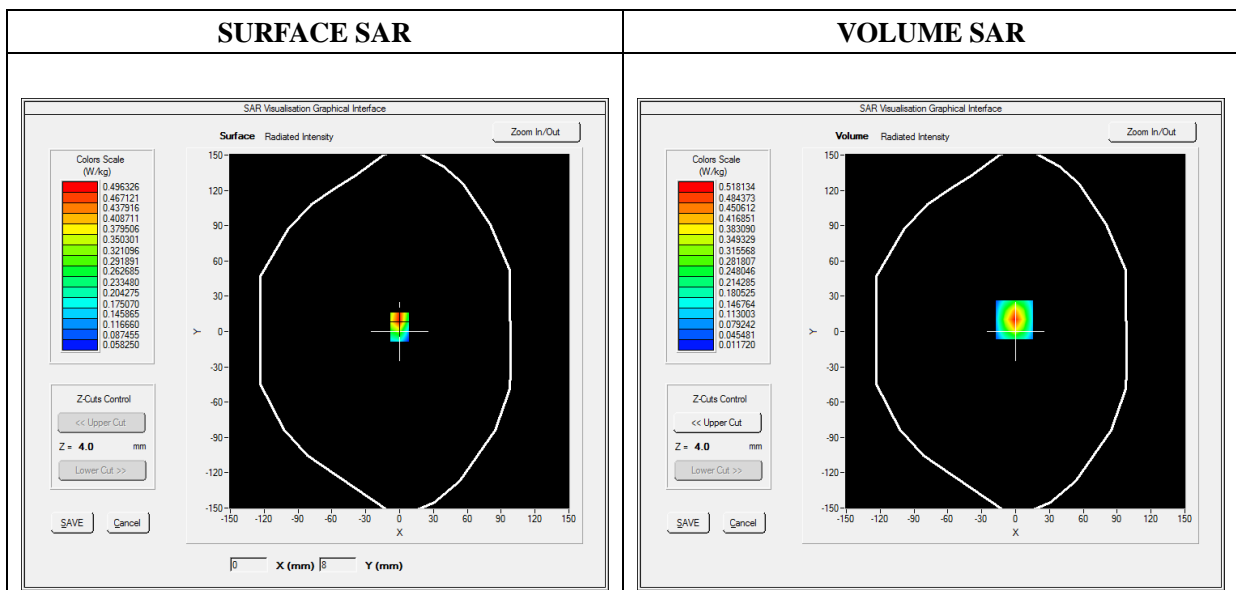 SURFACE SAR
VOLUME SAR
SAR Visualisation Graphical Interface
Surface Radiated Intensity
Zoom In/Out
Colors Scale
(W/kg)
0.496326
0.467121
0.437916
0.408711
0.379506
0.350301
0.321096
0.291891
0.262685
0.233480
0.204275
0.175070
0.145865
0.116660
0.087455
0.058250
Z-Cuts Control
<< Upper Cut
Z = 4.0 mm
Lower Cut >>
SAVE Cancel
150
120
90
60
30
0
-30
-60
-90
-120
-150
Y
-150 -120 -90 -60 -30 0 30 60 90 120 150
X
0 X (mm) 8 Y (mm)
SAR Visualisation Graphical Interface
Volume Radiated Intensity
Zoom In/Out
Colors Scale
(W/kg)
0.518134
0.484373
0.450612
0.416851
0.383090
0.349329
0.315568
0.281807
0.248046
0.214285
0.180525
0.146764
0.113003
0.079242
0.045481
0.011720
Z-Cuts Control
<< Upper Cut
Z = 4.0 mm
Lower Cut >>
SAVE Cancel
150
120
90
60
30
0
-30
-60
-90
-120
-150
Y
-150 -120 -90 -60 -30 0 30 60 90 120 150
X